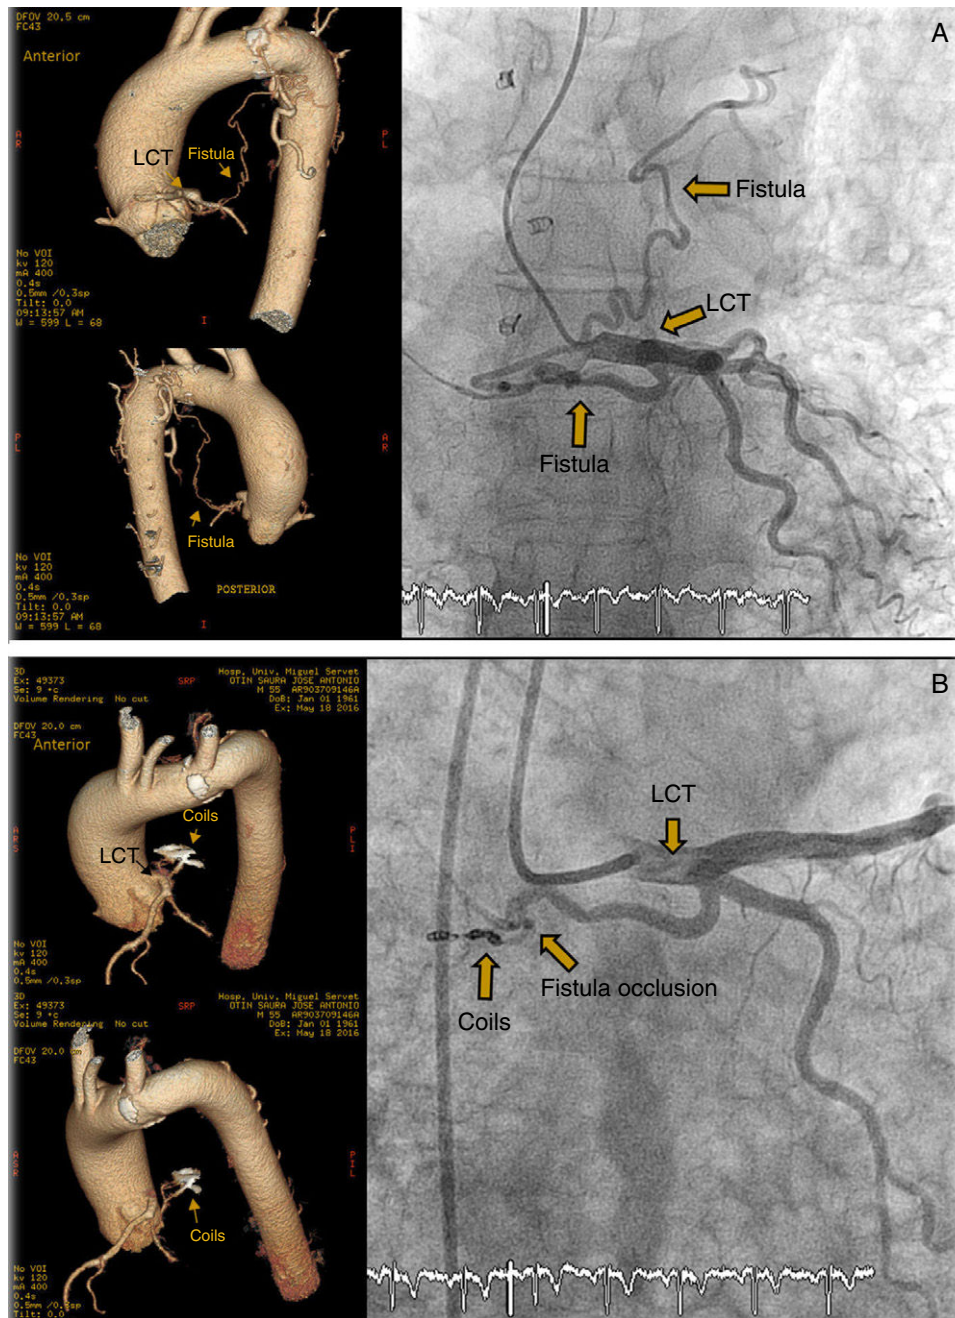 DFOV 20.5 cm
FC43
Anterior
A
R
P
L
LCT
Fistula
No VOI
kv 120
mA 400
0.4s
0.5mm /0.3sp
Tilt: 0.0
09:13:57 AM
W = 599 L = 68
I
P
L
A
R
Fistula
No VOI
kv 120
mA 400
0.4s
0.5mm /0.3sp
Tilt: 0.0
09:13:57 AM
W = 599 L = 68
POSTERIOR
I
A
Fistula
LCT
Fistula
3D
Ex: 49373
Se: 9 +c
Volume Rendering No cut
SRP
Hosp. Univ. Miguel Servet
OTIN SAURA JOSE ANTONIO
M 55 AR903709146A
DoB: Jan 01 1961
Ex: May 18 2016
DFOV 20.0 cm
FC43
Anterior
Coils
LCT
A
R
S
P
L
I
No VOI
kv 120
mA 400
0.4s
0.5mm /0.3sp
3D
Ex: 49373
Se: 9 +c
Volume Rendering No cut
SRP
Hosp. Univ. Miguel Servet
OTIN SAURA JOSE ANTONIO
M 55 AR903709146A
DoB: Jan 01 1961
Ex: May 18 2016
DFOV 20.0 cm
FC43
A
S
R
P
I
L
Coils
No VOI
kv 120
mA 400
0.4s
0.5mm /0.3sp
Tilt: 0.0
B
LCT
Fistula occlusion
Coils